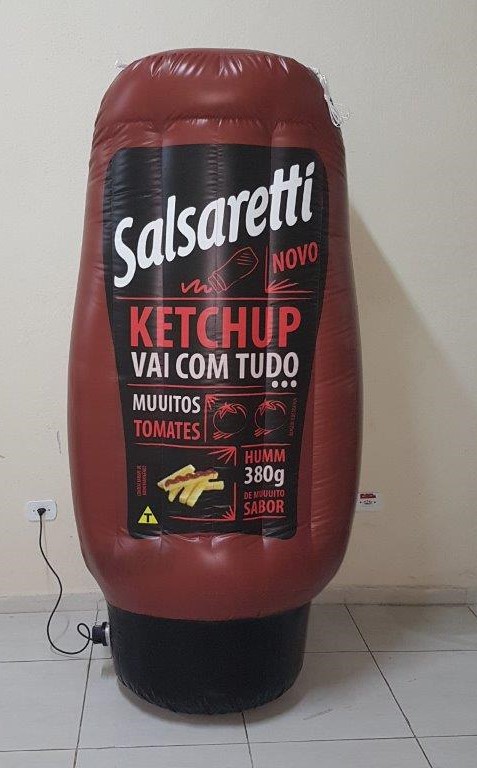 Salsaretti
NOVO
KETCHUP
VAI COM TUDO
...
MUUITOS
TOMATES
HUMM
380g
DE MUUUITO
SABOR
T